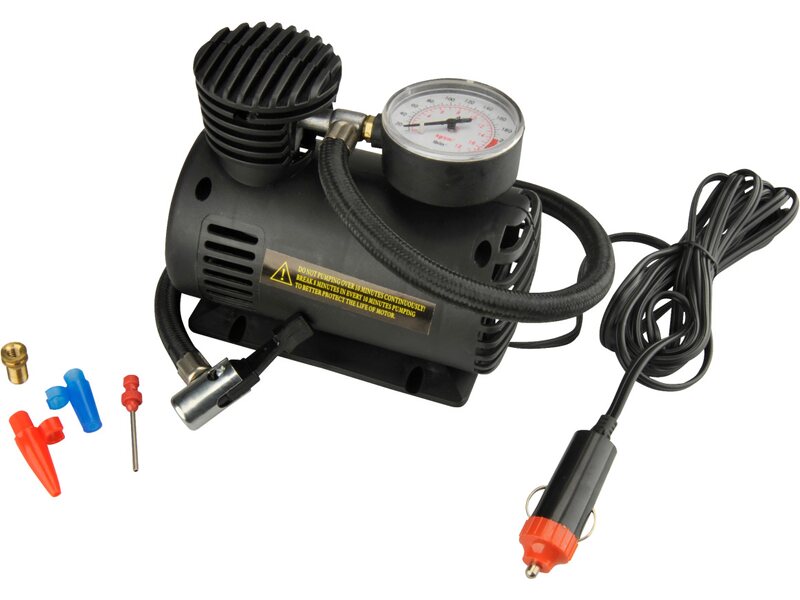 DO NOT PUMPING OVER 10 MINUTES CONTINUOUSLY!
BREAK 8 MINUTES IN EVERY 10 MINUTES PUMPING
TO BETTER PROTECT THE LIFE OF MOTOR.